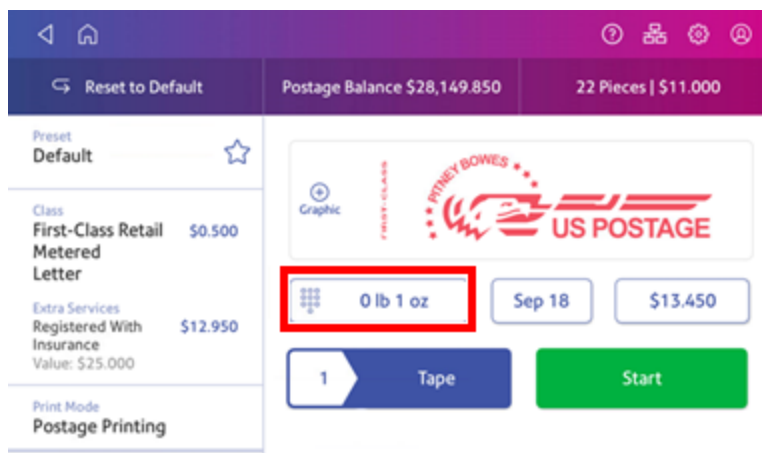 Reset to Default
Postage Balance $28,149.850
22 Pieces | $11.000
Preset
Default
Class
First-Class Retail $0.500
Metered
Letter
Extra Services
Registered With $12.950
Insurance
Value: $25.000
Print Mode
Postage Printing
Graphic
FIRST-CLASS
PITNEY BOWES
US POSTAGE
0 lb 1 oz
Sep 18
$13.450
1
Tape
Start